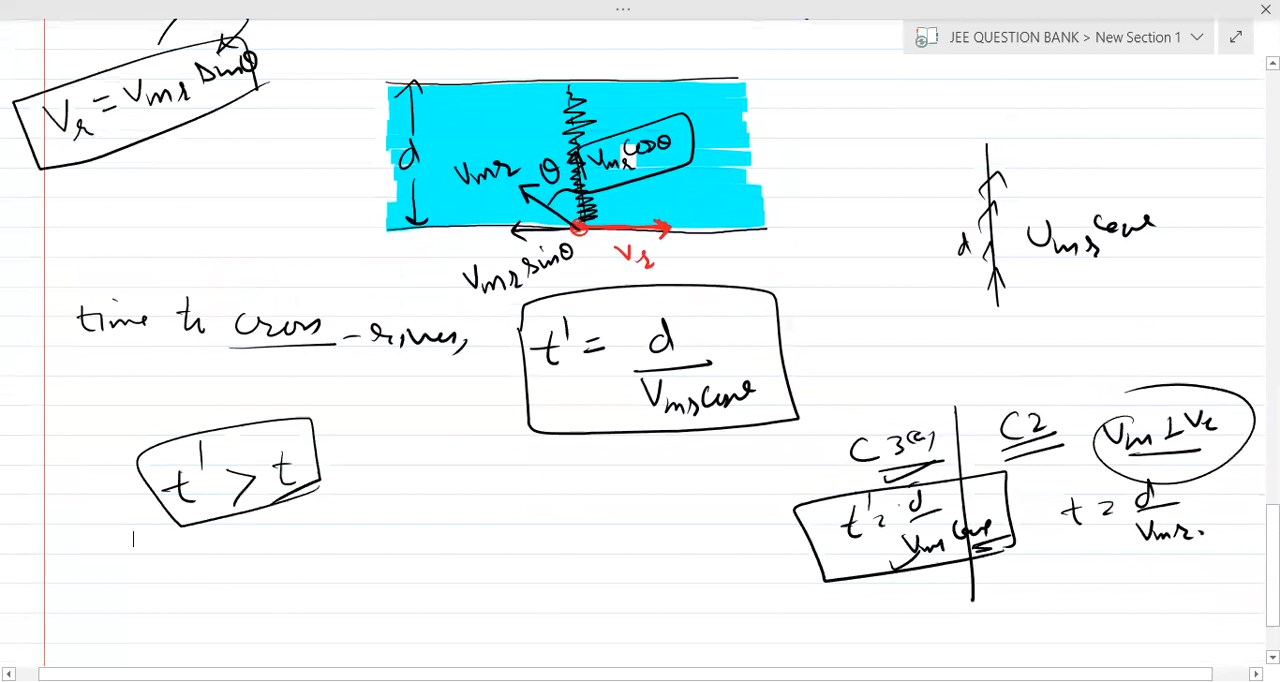 JEE QUESTION BANK > New Section 1
Vr = Vmr sinθ
d
Vmr θ Vmr cosθ
Vmr sinθ Vr
d Vmr cosθ
time to cross-river,
t' = d / Vmr cosθ
t' > t
C 3(a) C2 Vm ⊥ Vr
t' = d / Vmr cosθ
t = d / Vmr.